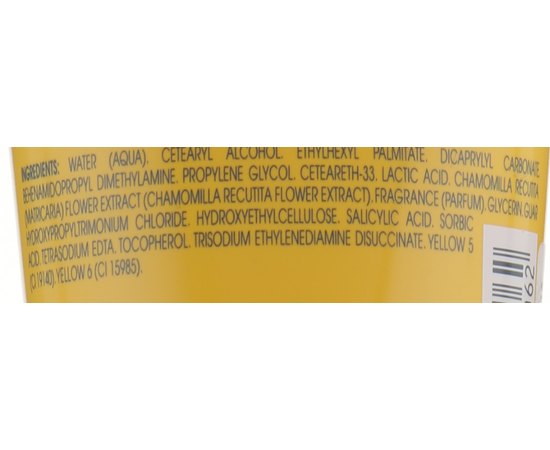 INGREDIENTS: WATER (AQUA). CETEARYL ALCOHOL. ETHYLHEXYL PALMITATE. DICAPRYLYL CARBONATE
BEHENAMIDOPROPYL DIMETHYLAMINE. PROPYLENE GLYCOL. CETEARETH-33. LACTIC ACID. CHAMOMILLA RECUTITA
(MATRICARIA) FLOWER EXTRACT (CHAMOMILLA RECUTITA FLOWER EXTRACT). FRAGRANCE (PARFUM). GLYCERIN. GUAR
HYDROXYPROPYLTRIMONIUM CHLORIDE. HYDROXYETHYLCELLULOSE. SALICYLIC ACID. SORBIC
ACID. TETRASODIUM EDTA. TOCOPHEROL. TRISODIUM ETHYLENEDIAMINE DISUCCINATE. YELLOW 5
(CI 19140). YELLOW 6 (CI 15985).
62